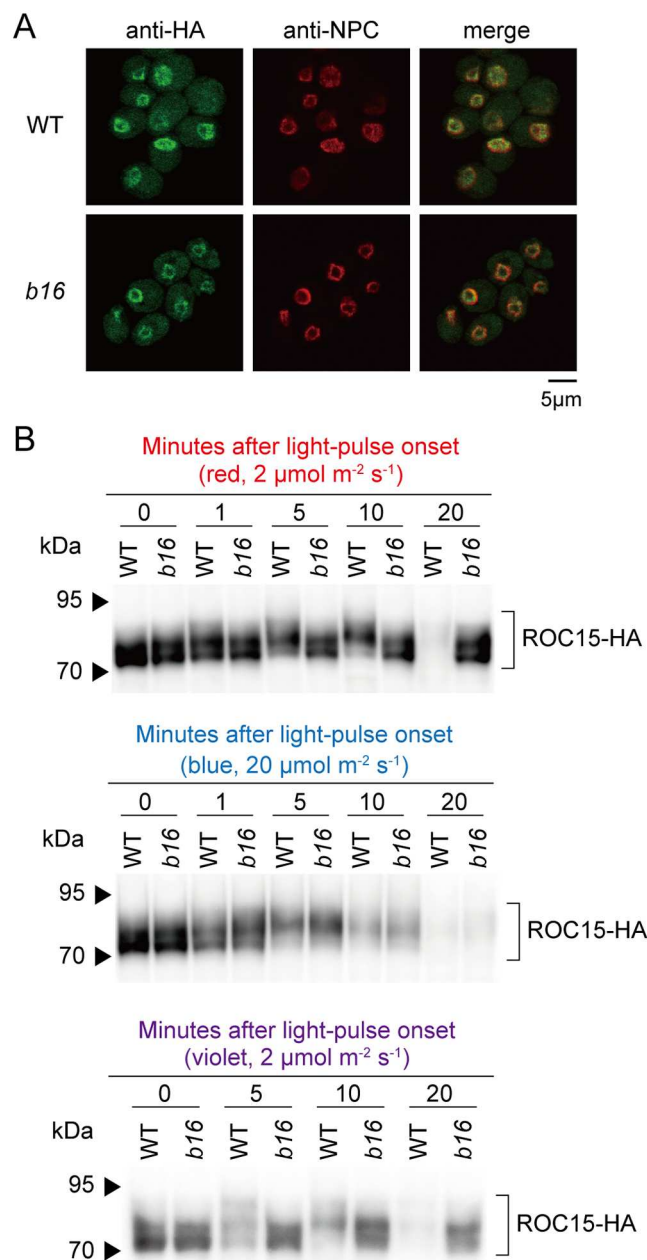 A
anti-HA anti-NPC merge
WT
b16
5μm
B
Minutes after light-pulse onset
(red, 2 μmol m⁻² s⁻¹)
0 1 5 10 20
kDa WT b16 WT b16 WT b16 WT b16 WT b16
95
ROC15-HA
70
Minutes after light-pulse onset
(blue, 20 μmol m⁻² s⁻¹)
0 1 5 10 20
kDa WT b16 WT b16 WT b16 WT b16 WT b16
95
ROC15-HA
70
Minutes after light-pulse onset
(violet, 2 μmol m⁻² s⁻¹)
0 5 10 20
kDa WT b16 WT b16 WT b16 WT b16
95
ROC15-HA
70